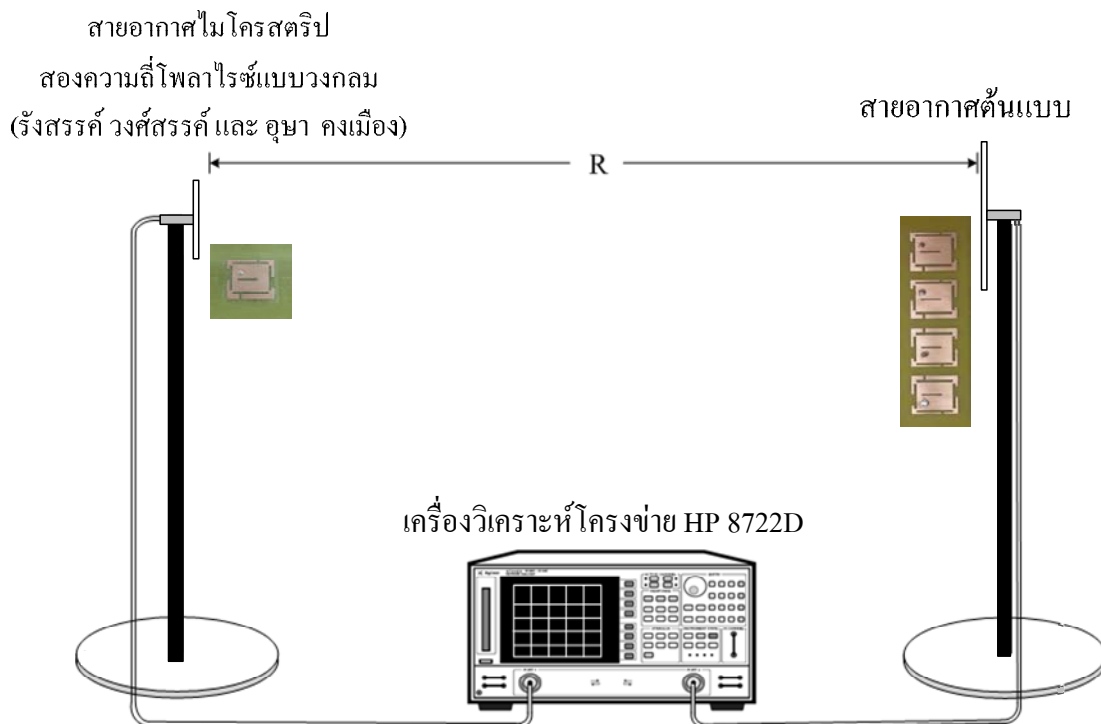 สายอากาศไมโครสตริป
สองความถี่โพลาไรซ์แบบวงกลม
(รังสรรค์ วงศ์สรรค์ และ อุษา คงเมือง)
สายอากาศต้นแบบ
R
เครื่องวิเคราะห์โครงข่าย HP 8722D